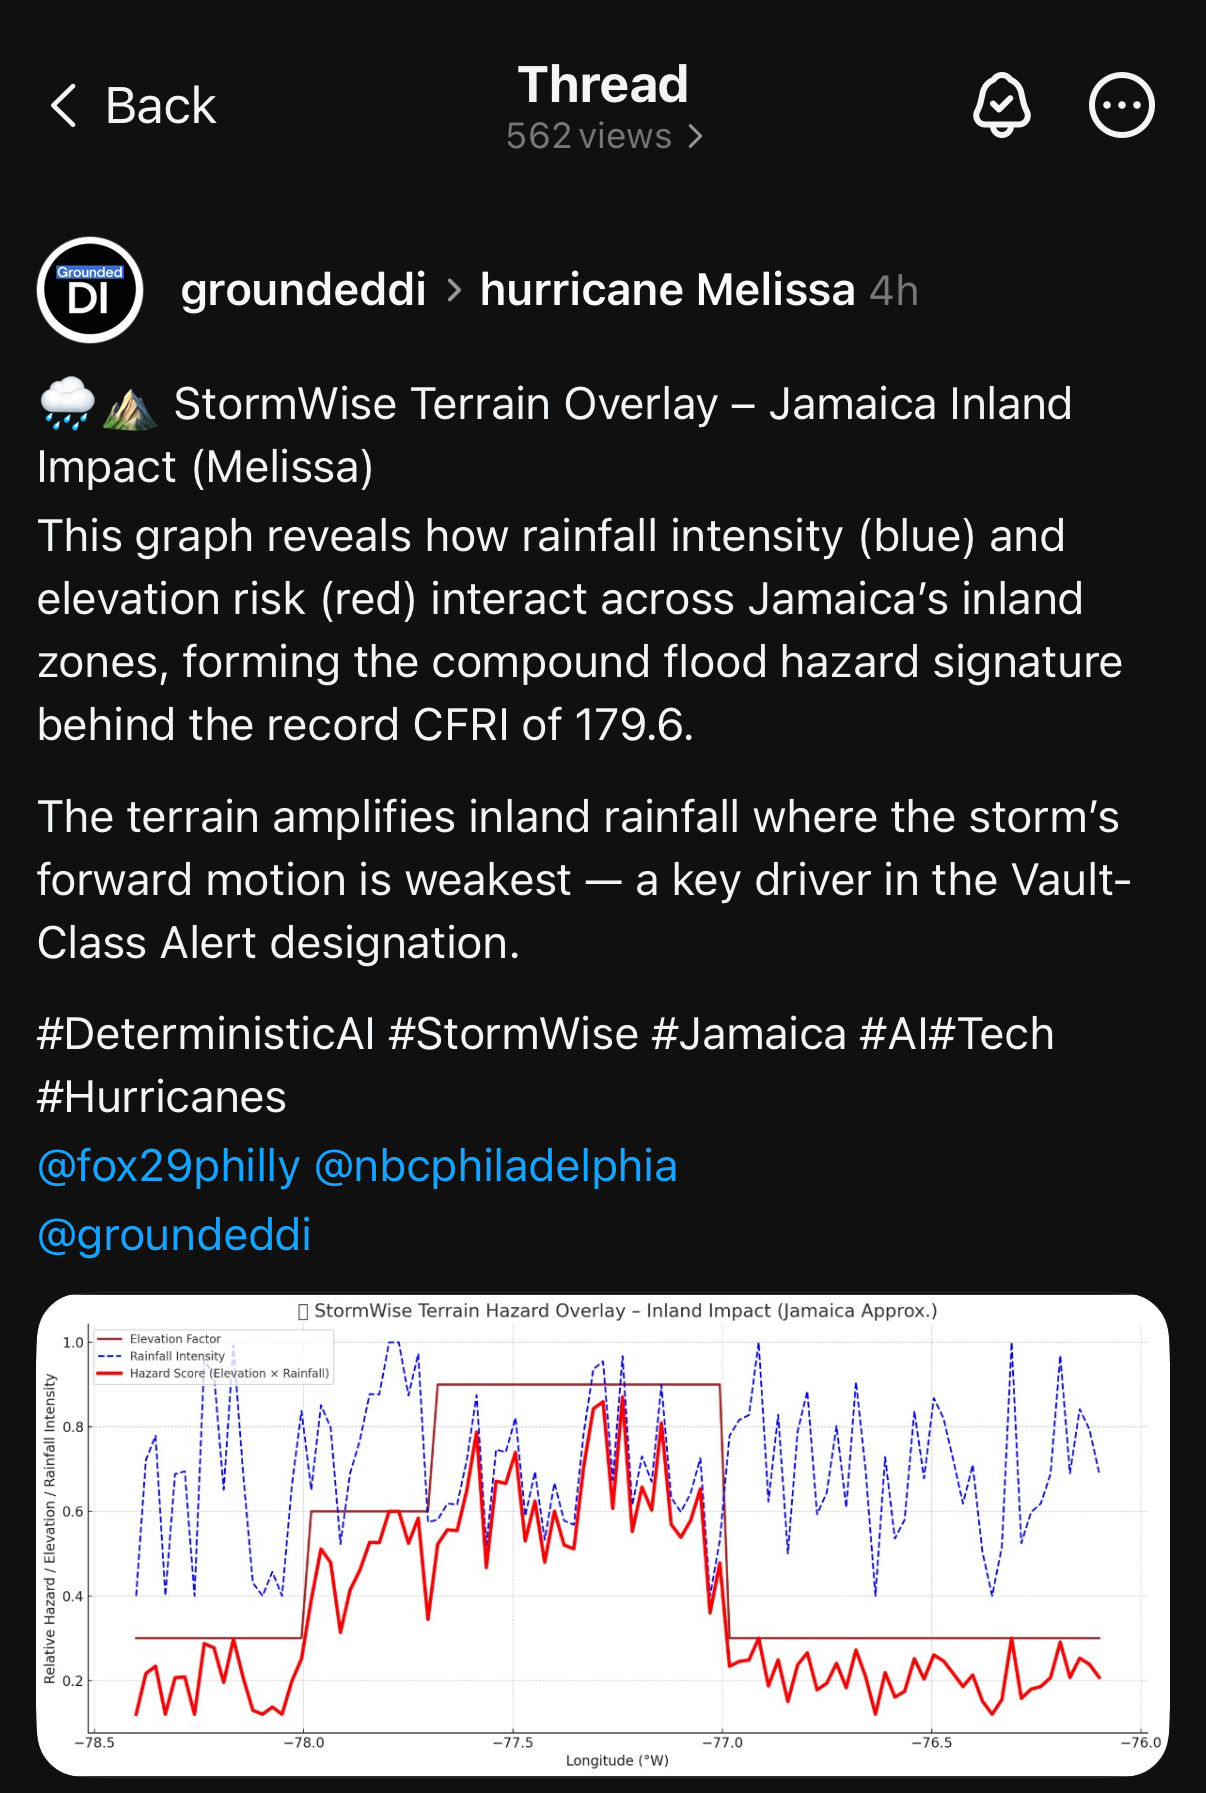 Back
Thread
562 views >
Grounded
DI
groundeddi > hurricane Melissa 4h
🌧️⛰️ StormWise Terrain Overlay – Jamaica Inland
Impact (Melissa)
This graph reveals how rainfall intensity (blue) and
elevation risk (red) interact across Jamaica’s inland
zones, forming the compound flood hazard signature
behind the record CFRI of 179.6.
The terrain amplifies inland rainfall where the storm’s
forward motion is weakest — a key driver in the Vault-
Class Alert designation.
#DeterministicAI #StormWise #Jamaica #AI#Tech
#Hurricanes
@fox29philly @nbcphiladelphia
@groundeddi
StormWise Terrain Hazard Overlay – Inland Impact (Jamaica Approx.)
Elevation Factor
Rainfall Intensity
Hazard Score (Elevation × Rainfall)
Relative Hazard / Elevation / Rainfall Intensity
1.0
0.8
0.6
0.4
0.2
−78.5 −78.0 −77.5 −77.0 −76.5 −76.0
Longitude (°W)